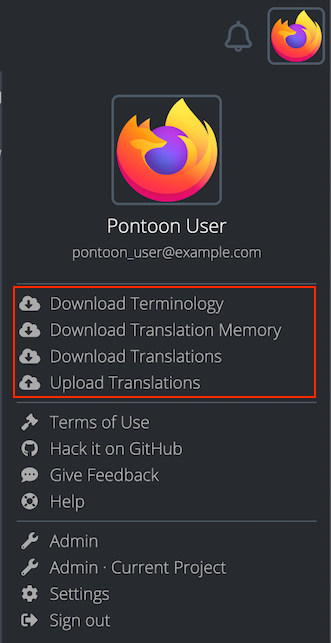 Pontoon User
pontoon_user@example.com
Download Terminology
Download Translation Memory
Download Translations
Upload Translations
Terms of Use
Hack it on GitHub
Give Feedback
Help
Admin
Admin · Current Project
Settings
Sign out